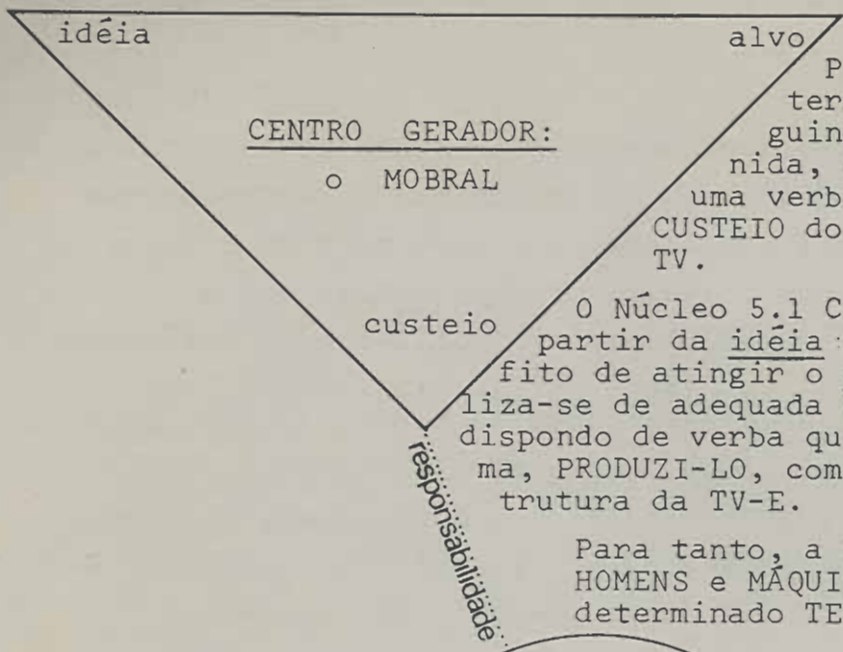 idéia
alvo
CENTRO GERADOR:
o MOBRAL
custeio
responsabilidade
P
ter
guin
nida,
uma verb
CUSTEIO do
TV.
O Núcleo 5.1 C
partir da idéia
fito de atingir o
liza-se de adequada
dispondo de verba qu
ma, PRODUZI-LO, com
trutura da TV-E.
Para tanto, a
HOMENS e MÁQUI
determinado TE